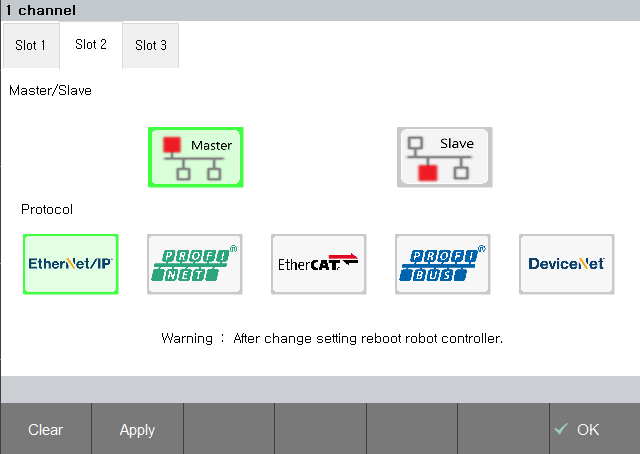 1 channel
Slot 1 Slot 2 Slot 3
Master/Slave
Master Slave
Protocol
EtherNet/IP PROFI NET EtherCAT PROFI BUS DeviceNet
Warning : After change setting reboot robot controller.
Clear Apply OK